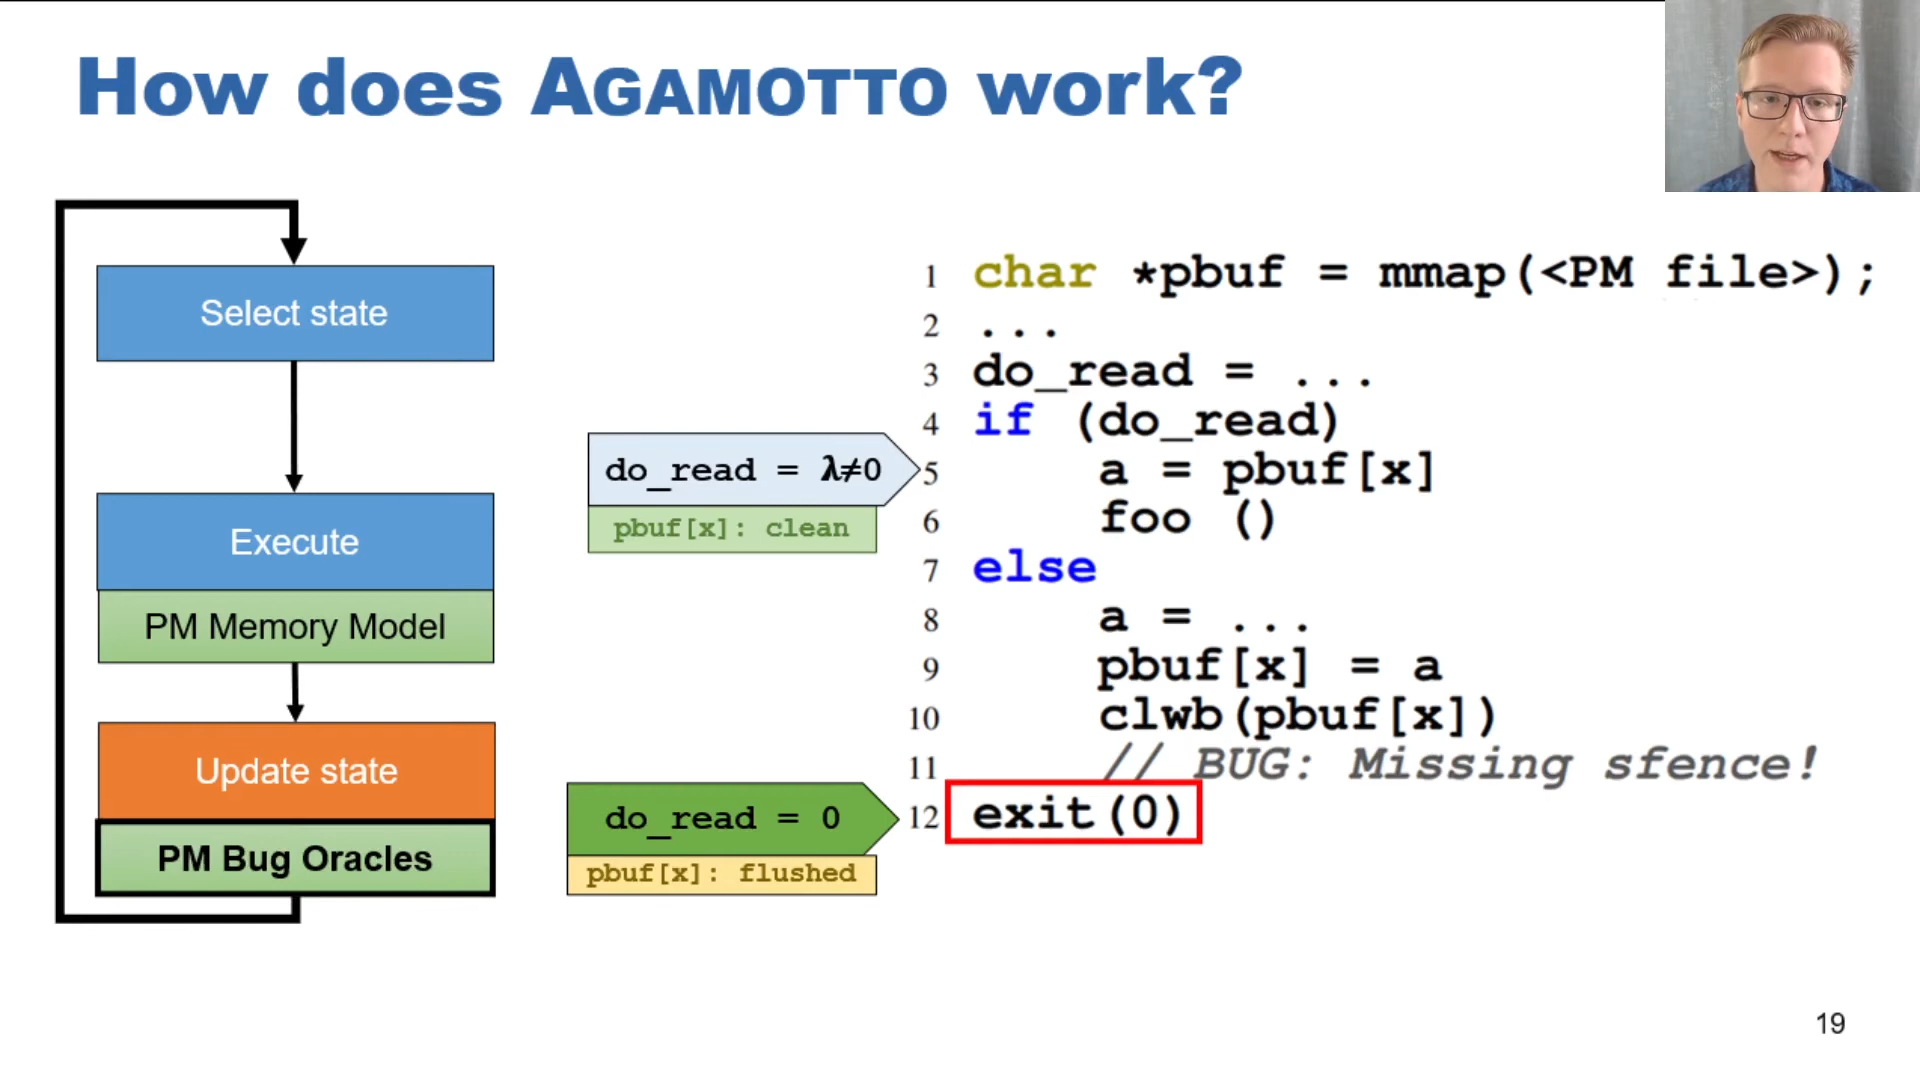 How does AGAMOTTO work?
Select state
Execute
PM Memory Model
Update state
PM Bug Oracles
do_read = λ≠0
pbuf[x]: clean
do_read = 0
pbuf[x]: flushed
1 char *pbuf = mmap(<PM file>);
2 ...
3 do_read = ...
4 if (do_read)
5 a = pbuf[x]
6 foo ()
7 else
8 a = ...
9 pbuf[x] = a
10 clwb(pbuf[x])
11 // BUG: Missing sfence!
12 exit(0)
19